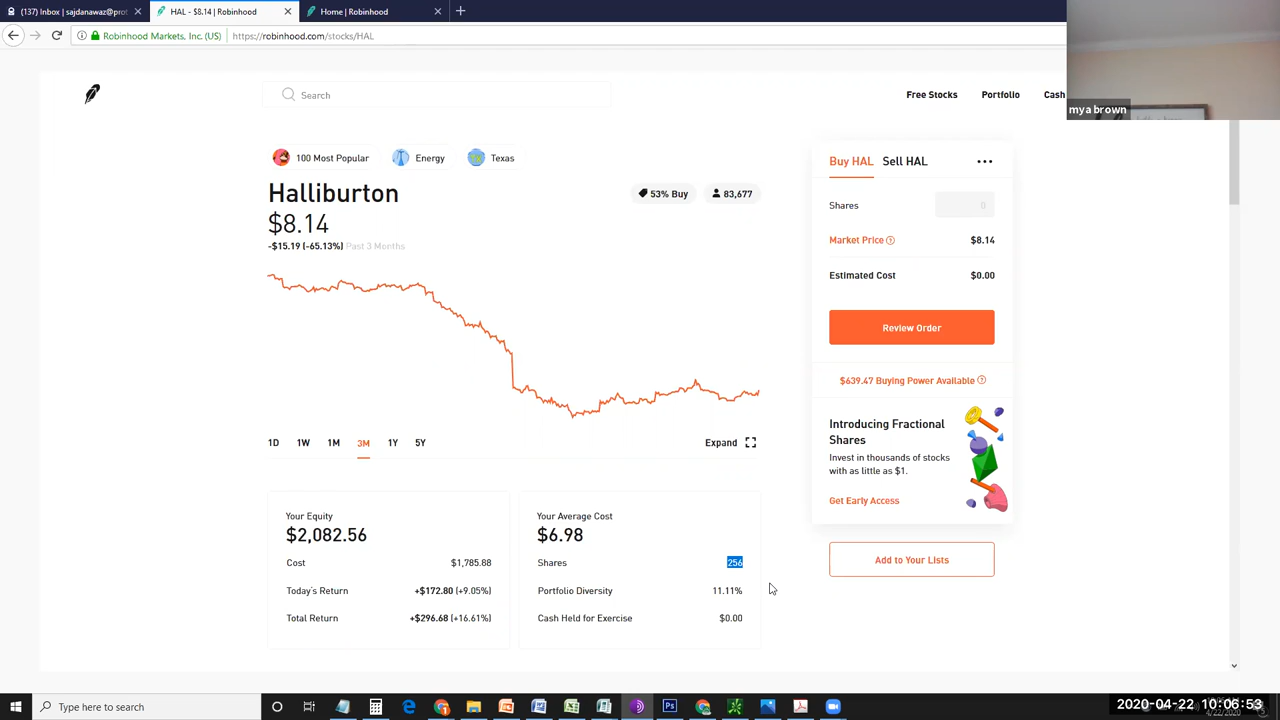 (137) Inbox | sajdanawaz@pro
HAL - $8.14 | Robinhood
Home | Robinhood
Robinhood Markets, Inc. (US)
https://robinhood.com/stocks/HAL
mya brown
Search
Free Stocks
Portfolio
Cash
100 Most Popular
Energy
Texas
Halliburton
53% Buy
83,677
$8.14
-$15.19 (-65.13%) Past 3 Months
1D 1W 1M 3M 1Y 5Y
Expand
Your Equity
$2,082.56
Cost $1,785.88
Today's Return +$172.80 (+9.05%)
Total Return +$296.68 (+16.61%)
Your Average Cost
$6.98
Shares 256
Portfolio Diversity 11.11%
Cash Held for Exercise $0.00
Buy HAL Sell HAL
Shares 0
Market Price $8.14
Estimated Cost $0.00
Review Order
$639.47 Buying Power Available
Introducing Fractional
Shares
Invest in thousands of stocks
with as little as $1.
Get Early Access
Add to Your Lists
Type here to search
2020-04-22 10:06:53